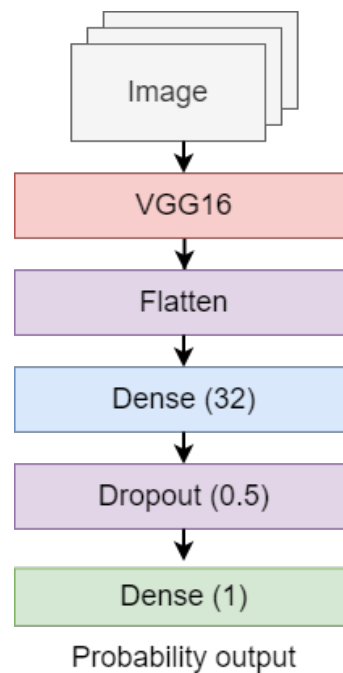 Image
VGG16
Flatten
Dense (32)
Dropout (0.5)
Dense (1)
Probability output